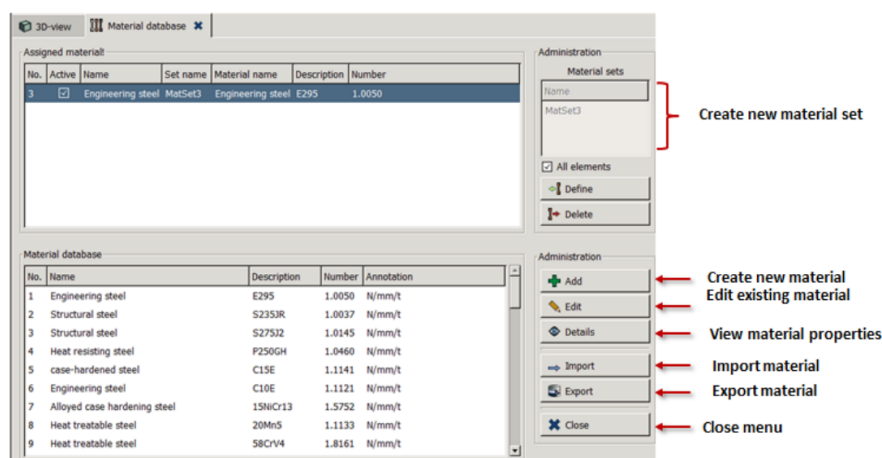 3D-view Material database
Assigned material!
No. Active Name Set name Material name Description Number
3 Engineering steel MatSet3 Engineering steel E295 1.0050
Administration
Material sets
Name
MatSet3
All elements
Define
Delete
Create new material set
Material database
No. Name Description Number Annotation
1 Engineering steel E295 1.0050 N/mm/t
2 Structural steel S235JR 1.0037 N/mm/t
3 Structural steel S275J2 1.0145 N/mm/t
4 Heat resisting steel P250GH 1.0460 N/mm/t
5 case-hardened steel C15E 1.1141 N/mm/t
6 Engineering steel C10E 1.1121 N/mm/t
7 Alloyed case hardening steel 15NiCr13 1.5752 N/mm/t
8 Heat treatable steel 20Mn5 1.1133 N/mm/t
9 Heat treatable steel 58CrV4 1.8161 N/mm/t
Administration
Add
Edit
Details
Import
Export
Close
Create new material
Edit existing material
View material properties
Import material
Export material
Close menu